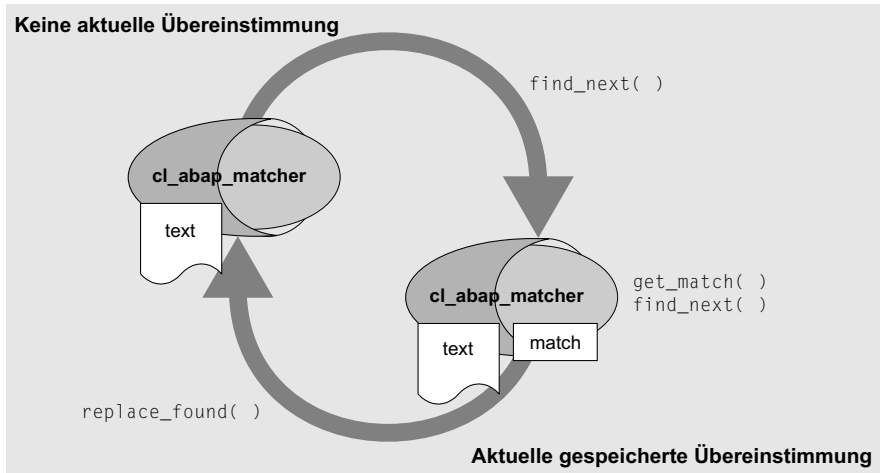 Keine aktuelle Übereinstimmung
find_next( )
cl_abap_matcher
text
cl_abap_matcher
get_match( )
find_next( )
text
match
replace_found( )
Aktuelle gespeicherte Übereinstimmung